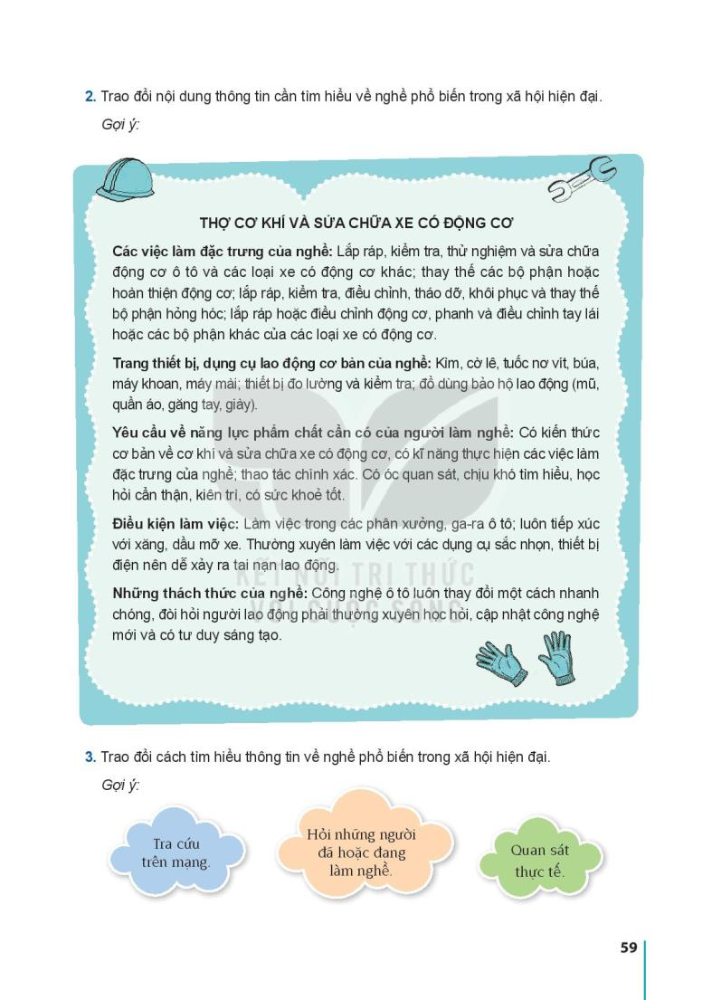 2. Trao đổi nội dung thông tin cần tìm hiểu về nghề phổ biến trong xã hội hiện đại.
Gợi ý:
THỢ CƠ KHÍ VÀ SỬA CHỮA XE CÓ ĐỘNG CƠ
Các việc làm đặc trưng của nghề: Lắp ráp, kiểm tra, thử nghiệm và sửa chữa
động cơ ô tô và các loại xe có động cơ khác; thay thế các bộ phận hoặc
hoàn thiện động cơ; lắp ráp, kiểm tra, điều chỉnh, tháo dỡ, khôi phục và thay thế
bộ phận hỏng hóc; lắp ráp hoặc điều chỉnh động cơ, phanh và điều chỉnh tay lái
hoặc các bộ phận khác của các loại xe có động cơ.
Trang thiết bị, dụng cụ lao động cơ bản của nghề: Kìm, cờ lê, tuốc nơ vít, búa,
máy khoan, máy mài; thiết bị đo lường và kiểm tra; đồ dùng bảo hộ lao động (mũ,
quần áo, găng tay, giày).
Yêu cầu về năng lực phẩm chất cần có của người làm nghề: Có kiến thức
cơ bản về cơ khí và sửa chữa xe có động cơ, có kĩ năng thực hiện các việc làm
đặc trưng của nghề; thao tác chính xác. Có óc quan sát, chịu khó tìm hiểu, học
hỏi cẩn thận, kiên trì, có sức khoẻ tốt.
Điều kiện làm việc: Làm việc trong các phân xưởng, ga-ra ô tô; luôn tiếp xúc
với xăng, dầu mỡ xe. Thường xuyên làm việc với các dụng cụ sắc nhọn, thiết bị
điện nên dễ xảy ra tai nạn lao động.
KẾT NỐI TRI THỨC
Những thách thức của nghề: Công nghệ ô tô luôn thay đổi một cách nhanh
chóng, đòi hỏi người lao động phải thường xuyên học hỏi, cập nhật công nghệ
VỚI CUỘC SỐNG
mới và có tư duy sáng tạo.
3. Trao đổi cách tìm hiểu thông tin về nghề phổ biến trong xã hội hiện đại.
Gợi ý:
Tra cứu
trên mạng.
Hỏi những người
đã hoặc đang
làm nghề.
Quan sát
thực tế.
59